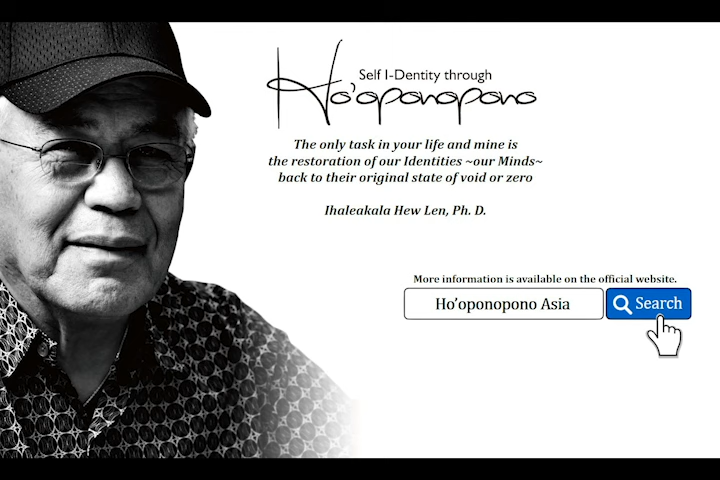 Self I-Dentity through
Ho'oponopono
The only task in your life and mine is
the restoration of our Identities ~our Minds~
back to their original state of void or zero
Ihaleakala Hew Len, Ph. D.
More information is available on the official website.
Ho'oponopono Asia
Search